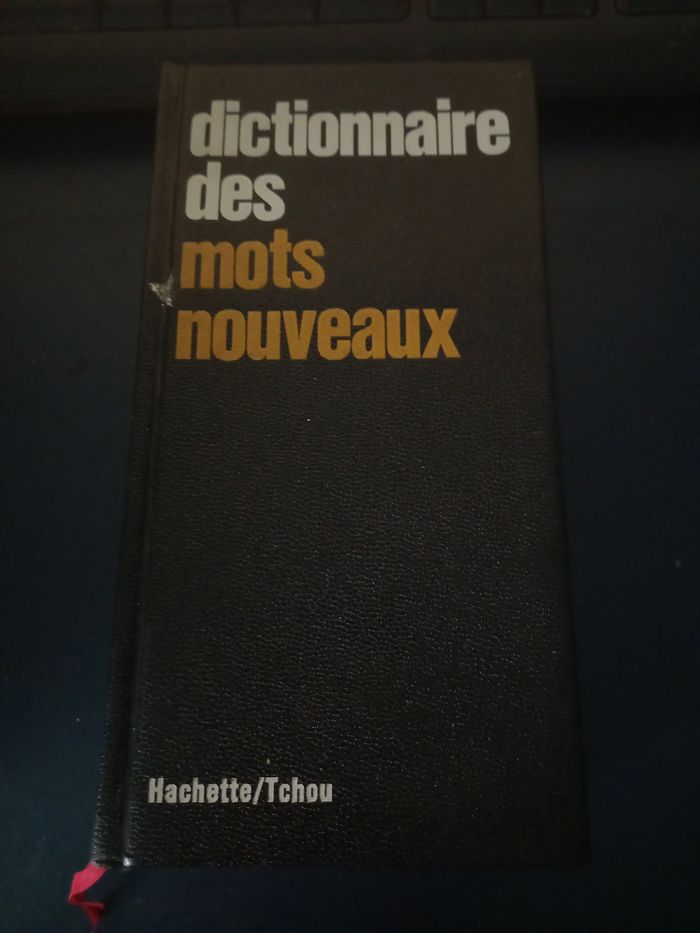 dictionnaire
des
mots
nouveaux
Hachette/Tchou